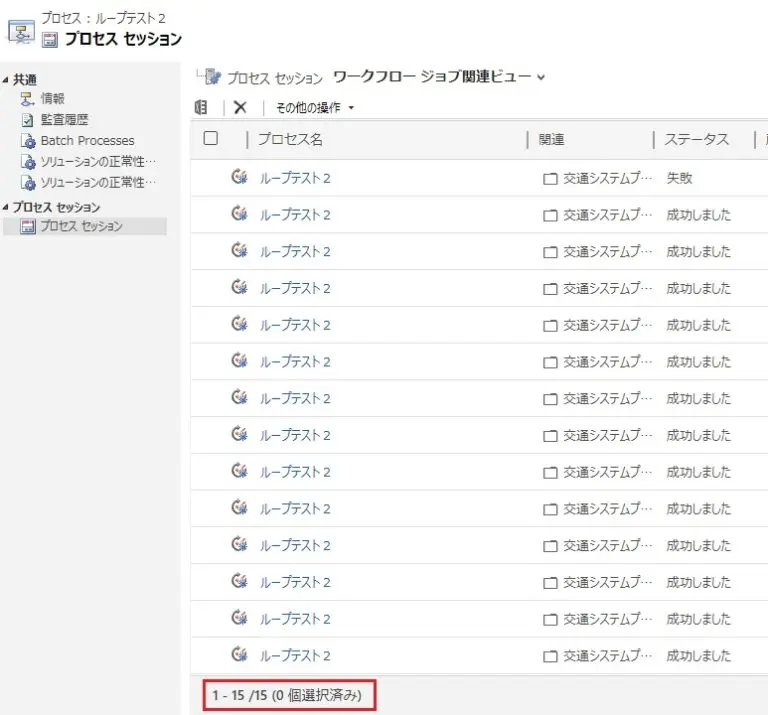 プロセス : ループテスト2
プロセス セッション
共通
情報
監査履歴
Batch Processes
ソリューションの正常性…
ソリューションの正常性…
プロセス セッション
プロセス セッション
プロセス セッション ワークフロー ジョブ関連ビュー
その他の操作
プロセス名 関連 ステータス
ループテスト2 交通システムプ… 失敗
ループテスト2 交通システムプ… 成功しました
ループテスト2 交通システムプ… 成功しました
ループテスト2 交通システムプ… 成功しました
ループテスト2 交通システムプ… 成功しました
ループテスト2 交通システムプ… 成功しました
ループテスト2 交通システムプ… 成功しました
ループテスト2 交通システムプ… 成功しました
ループテスト2 交通システムプ… 成功しました
ループテスト2 交通システムプ… 成功しました
ループテスト2 交通システムプ… 成功しました
ループテスト2 交通システムプ… 成功しました
ループテスト2 交通システムプ… 成功しました
ループテスト2 交通システムプ… 成功しました
1 - 15 /15 (0 個選択済み)